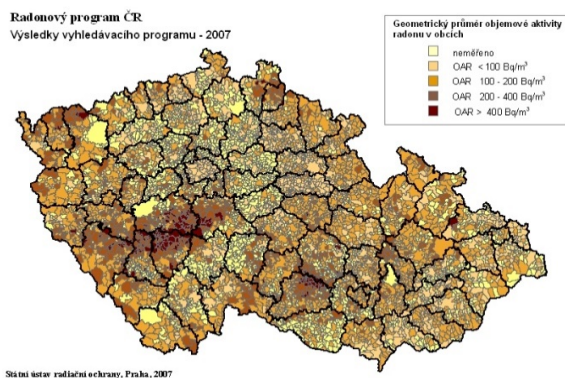 Radonový program ČR
Výsledky vyhledávacího programu - 2007
Geometrický průměr objemové aktivity
radonu v obcích
neměřeno
OAR < 100 Bq/m³
OAR 100 - 200 Bq/m³
OAR 200 - 400 Bq/m³
OAR > 400 Bq/m³
Státní ústav radiační ochrany, Praha, 2007